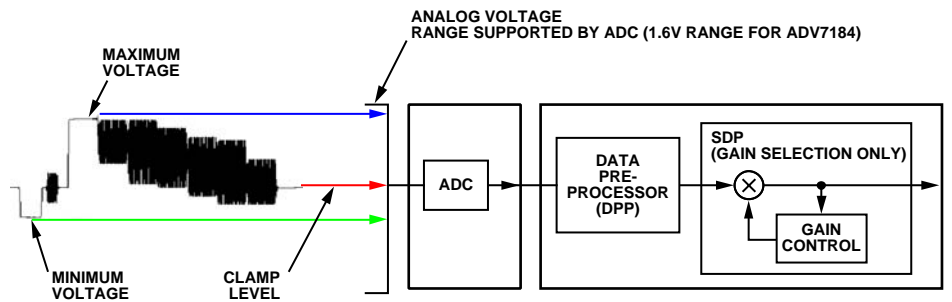 ANALOG VOLTAGE
RANGE SUPPORTED BY ADC (1.6V RANGE FOR ADV7184)
MAXIMUM
VOLTAGE
SDP
(GAIN SELECTION ONLY)
DATA
PRE-
PROCESSOR
(DPP)
ADC
GAIN
CONTROL
MINIMUM
VOLTAGE
CLAMP
LEVEL